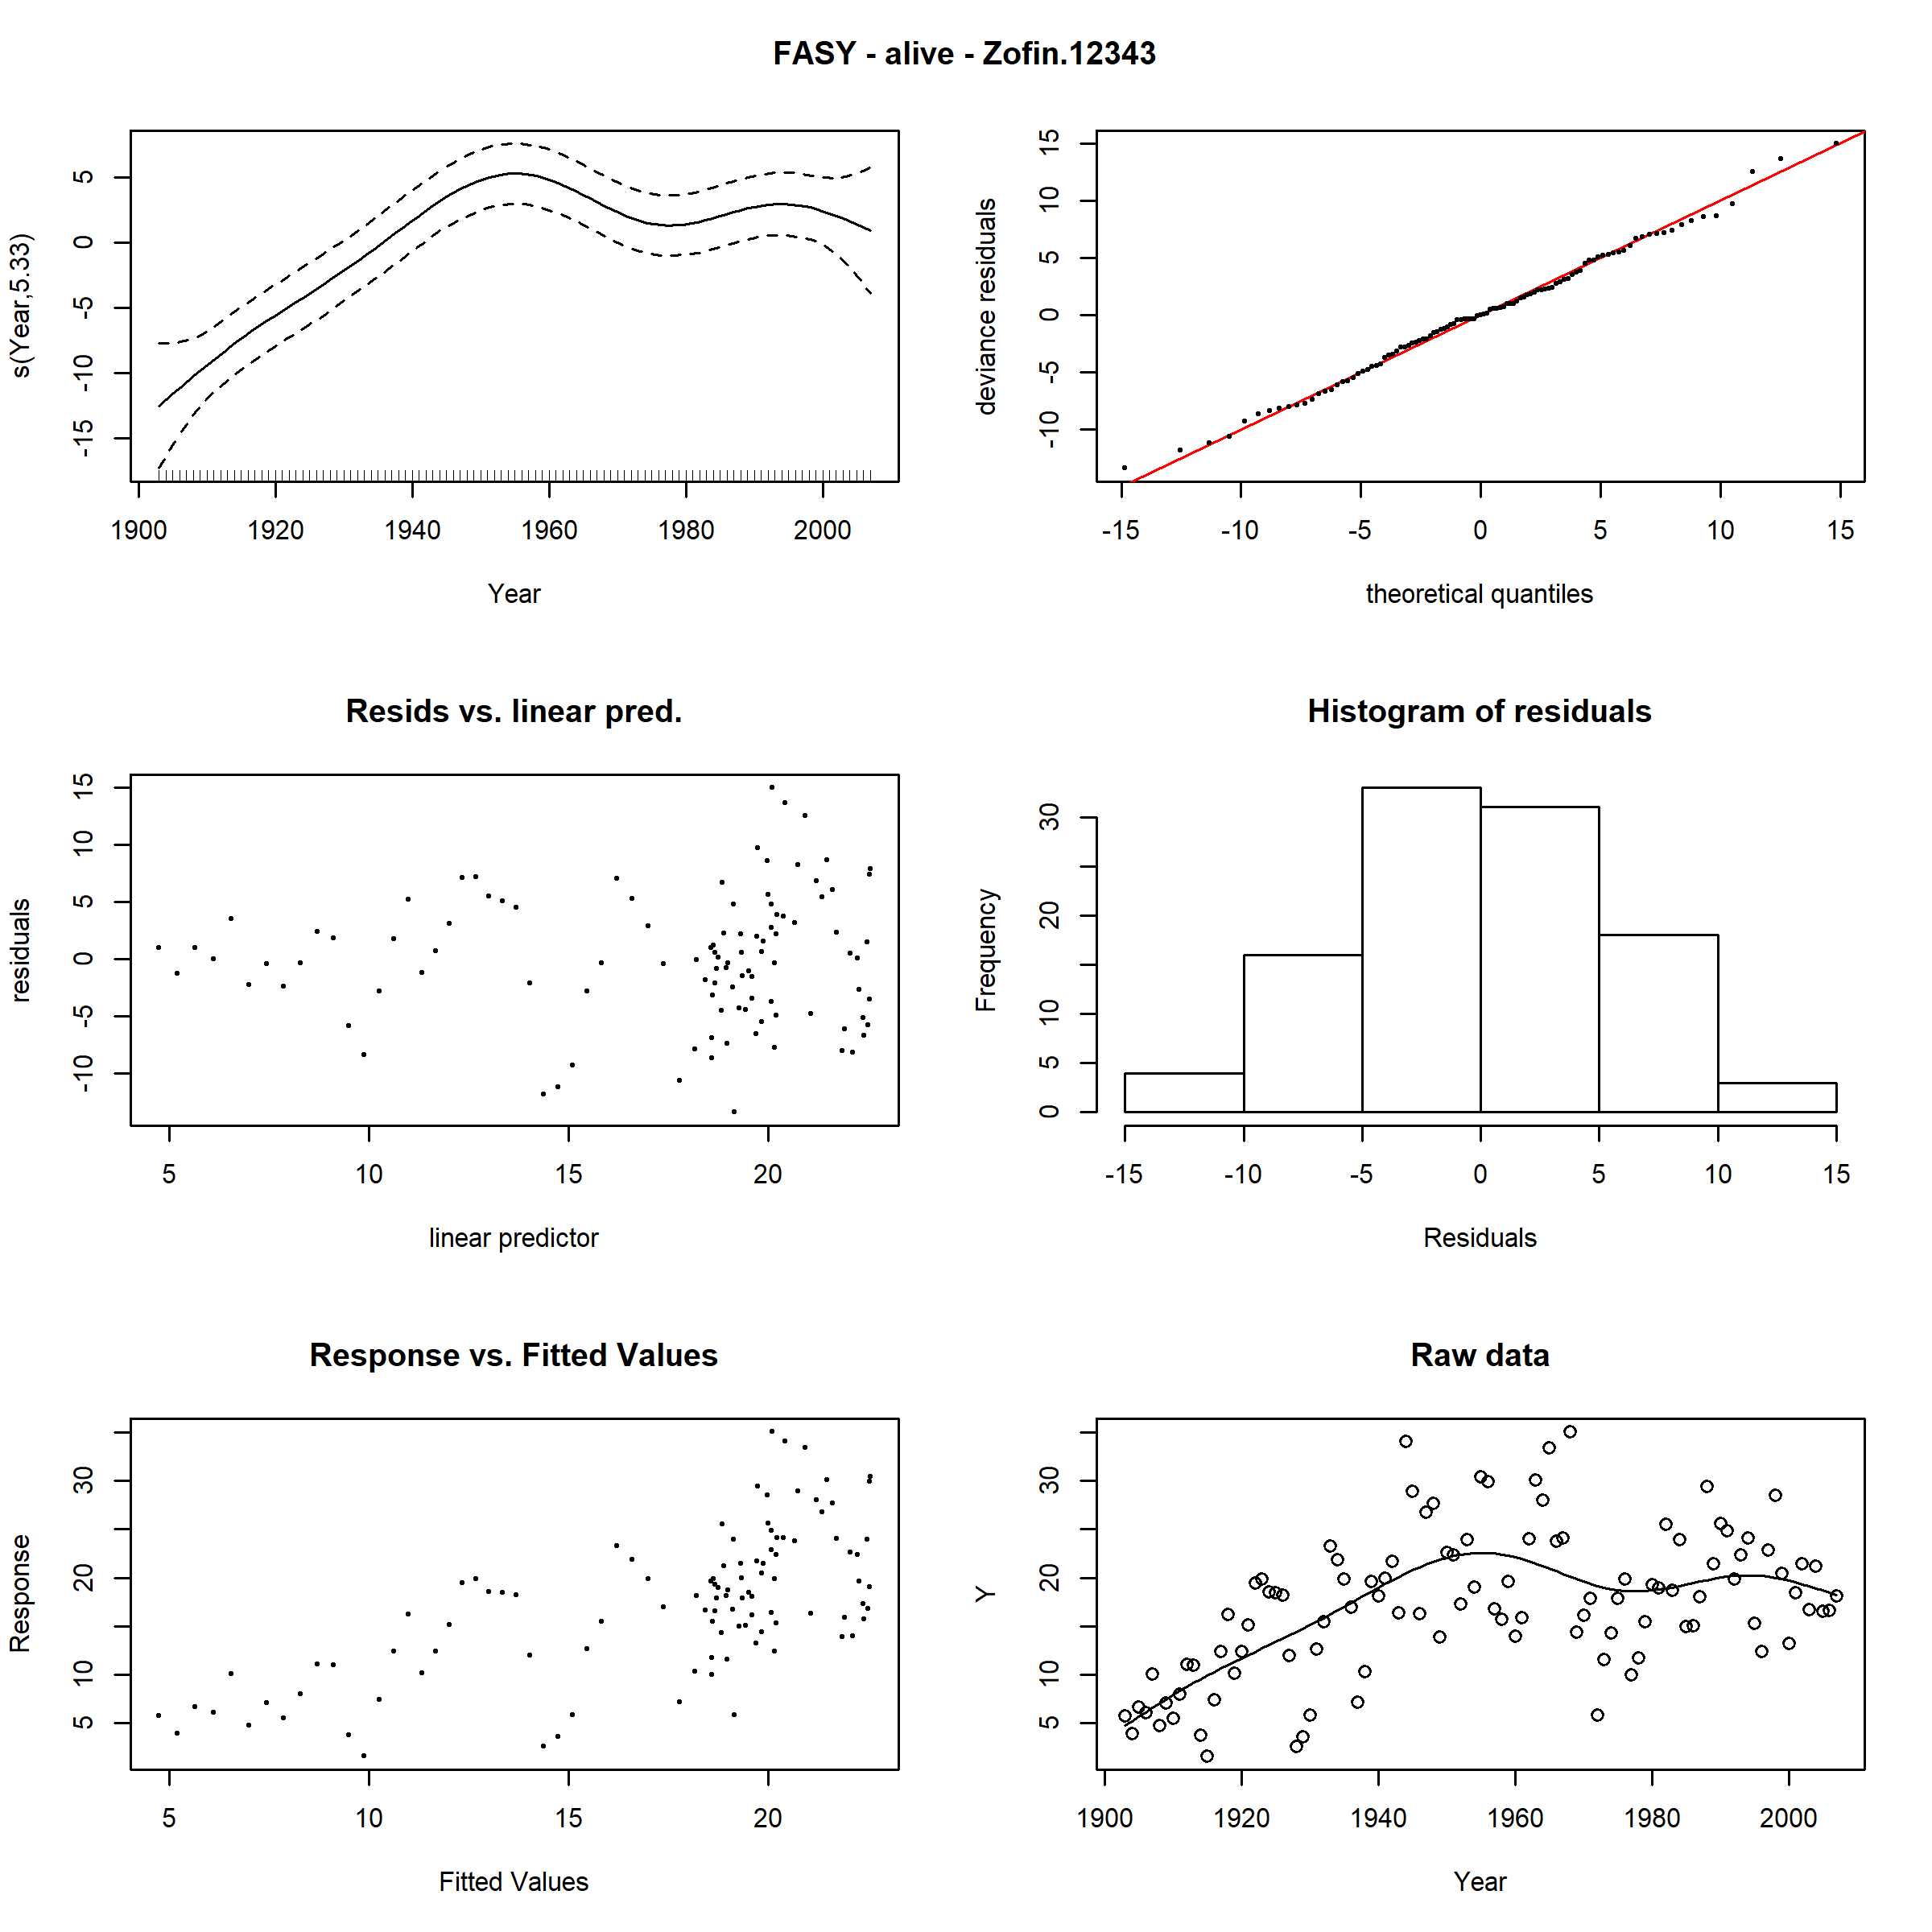 FASY - alive - Zofin.12343
s(Year,5.33)
5
0
-5
-10
-15
1900 1920 1940 1960 1980 2000
Year
deviance residuals
15
10
5
0
-5
-10
-15 -10 -5 0 5 10 15
theoretical quantiles
Resids vs. linear pred.
residuals
15
10
5
0
-5
-10
5 10 15 20
linear predictor
Histogram of residuals
Frequency
30
20
10
5
0
-15 -10 -5 0 5 10 15
Residuals
Response vs. Fitted Values
Response
30
20
10
5
5 10 15 20
Fitted Values
Raw data
Y
30
20
10
5
1900 1920 1940 1960 1980 2000
Year